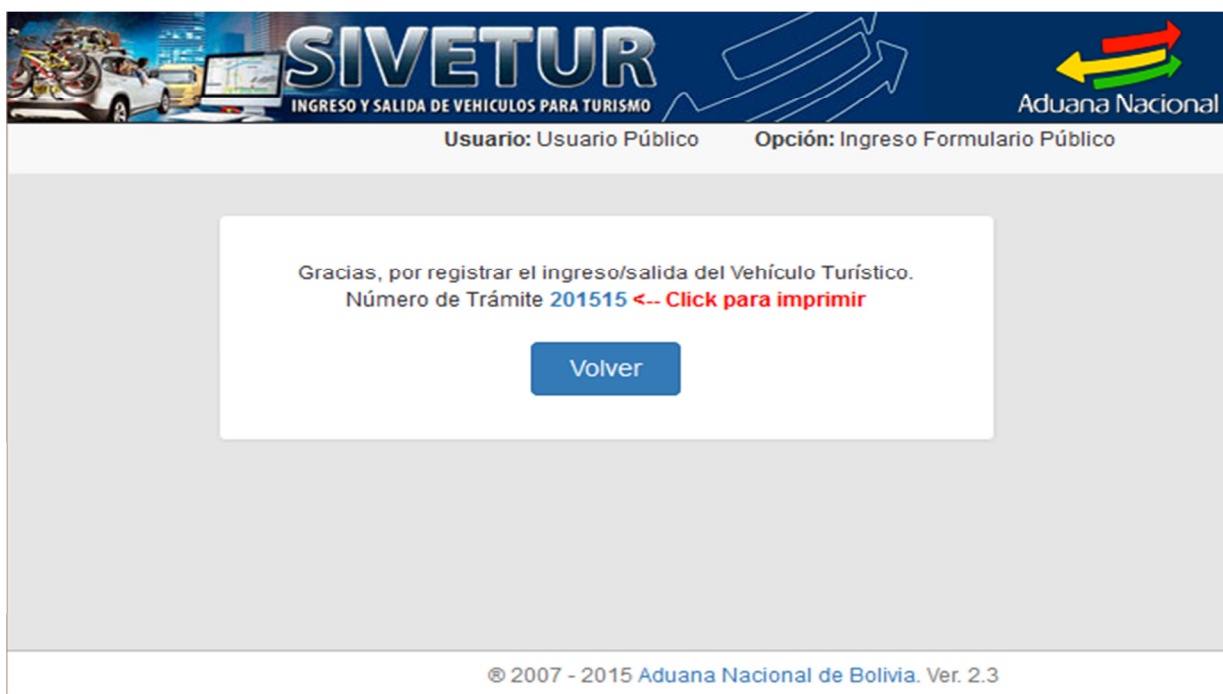 SIVETUR
INGRESO Y SALIDA DE VEHICULOS PARA TURISMO
Aduana Nacional
Usuario: Usuario Público Opción: Ingreso Formulario Público
Gracias, por registrar el ingreso/salida del Vehículo Turístico.
Número de Trámite 201515 <-- Click para imprimir
Volver
® 2007 - 2015 Aduana Nacional de Bolivia. Ver. 2.3